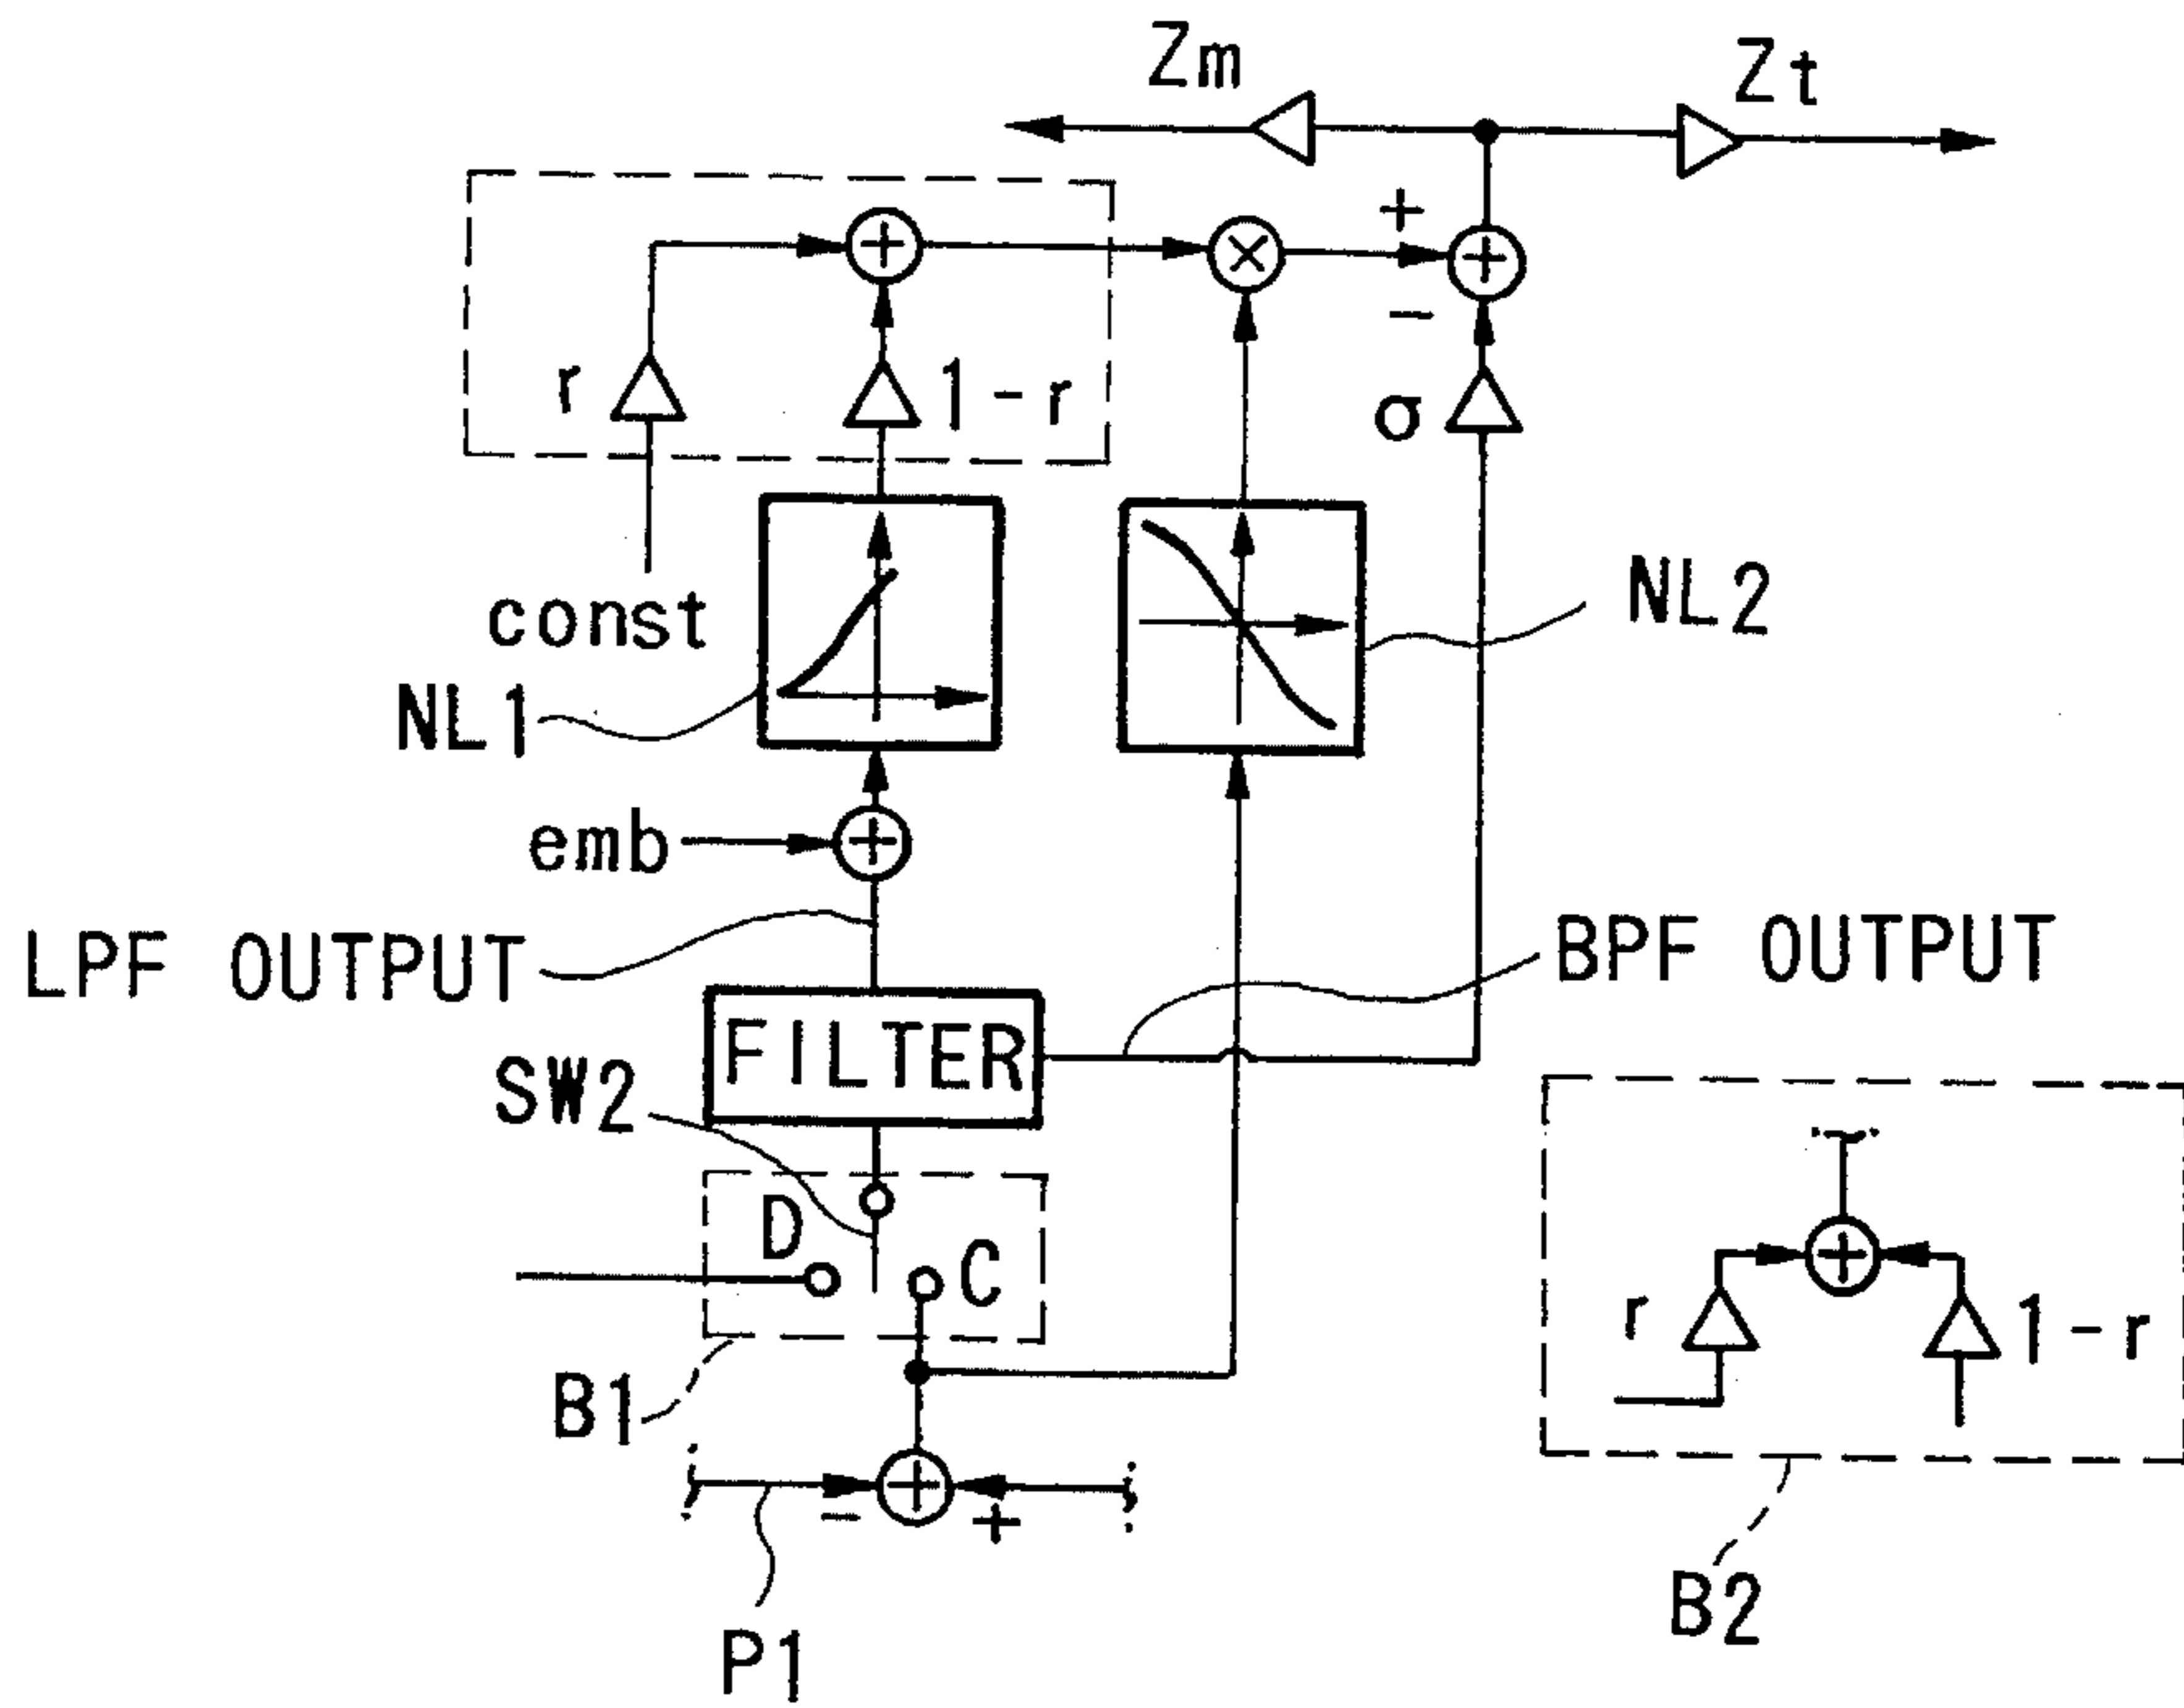 Zm
Zt
+
-
r
1-r
σ
const
NL1
NL2
emb
LPF OUTPUT
BPF OUTPUT
FILTER
SW2
D
C
B1
r
1-r
-
+
P1
B2